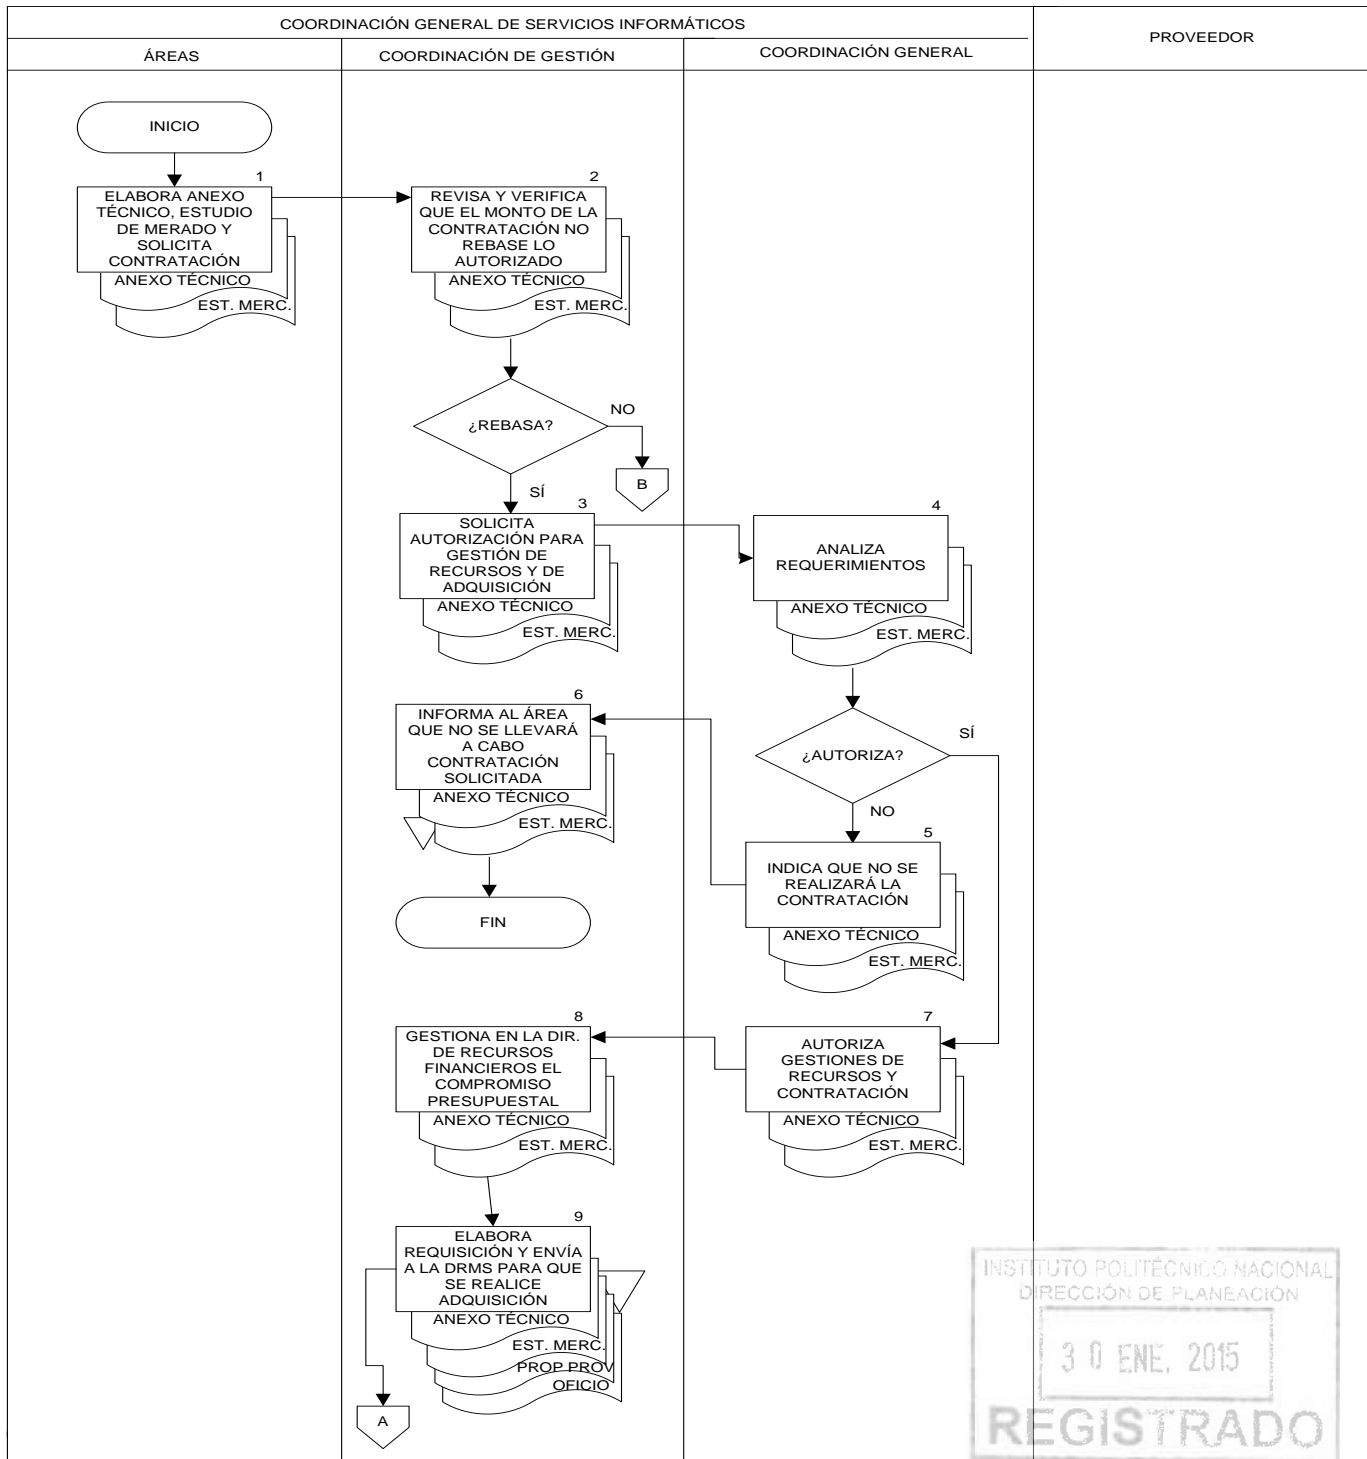 COORDINACIÓN GENERAL DE SERVICIOS INFORMÁTICOS
PROVEEDOR
ÁREAS
COORDINACIÓN DE GESTIÓN
COORDINACIÓN GENERAL
INICIO
1
ELABORA ANEXO
TÉCNICO, ESTUDIO
DE MERADO Y
SOLICITA
CONTRATACIÓN
ANEXO TÉCNICO
EST. MERC.
2
REVISA Y VERIFICA
QUE EL MONTO DE LA
CONTRATACIÓN NO
REBASE LO
AUTORIZADO
ANEXO TÉCNICO
EST. MERC.
¿REBASA?
NO
B
SÍ
3
SOLICITA
AUTORIZACIÓN PARA
GESTIÓN DE
RECURSOS Y DE
ADQUISICIÓN
ANEXO TÉCNICO
EST. MERC.
4
ANALIZA
REQUERIMIENTOS
ANEXO TÉCNICO
EST. MERC.
¿AUTORIZA?
SÍ
NO
5
INDICA QUE NO SE
REALIZARÁ LA
CONTRATACIÓN
ANEXO TÉCNICO
EST. MERC.
6
INFORMA AL ÁREA
QUE NO SE LLEVARÁ
A CABO
CONTRATACIÓN
SOLICITADA
ANEXO TÉCNICO
EST. MERC.
FIN
7
AUTORIZA
GESTIONES DE
RECURSOS Y
CONTRATACIÓN
ANEXO TÉCNICO
EST. MERC.
8
GESTIONA EN LA DIR.
DE RECURSOS
FINANCIEROS EL
COMPROMISO
PRESUPUESTAL
ANEXO TÉCNICO
EST. MERC.
9
ELABORA
REQUISICIÓN Y ENVÍA
A LA DRMS PARA QUE
SE REALICE
ADQUISICIÓN
ANEXO TÉCNICO
EST. MERC.
PROP PROV
OFICIO
A
INSTITUTO POLITÉCNICO NACIONAL
DIRECCIÓN DE PLANEACIÓN
3 0 ENE. 2015
REGISTRADO